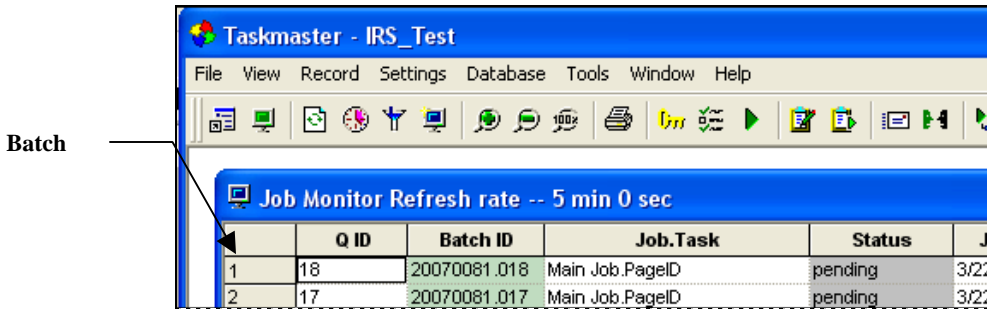 Taskmaster - IRS_Test
File View Record Settings Database Tools Window Help
100%
Batch
Job Monitor Refresh rate -- 5 min 0 sec
Q ID Batch ID Job.Task Status J
1 18 20070081.018 Main Job.PageID pending 3/22
2 17 20070081.017 Main Job.PageID pending 3/22